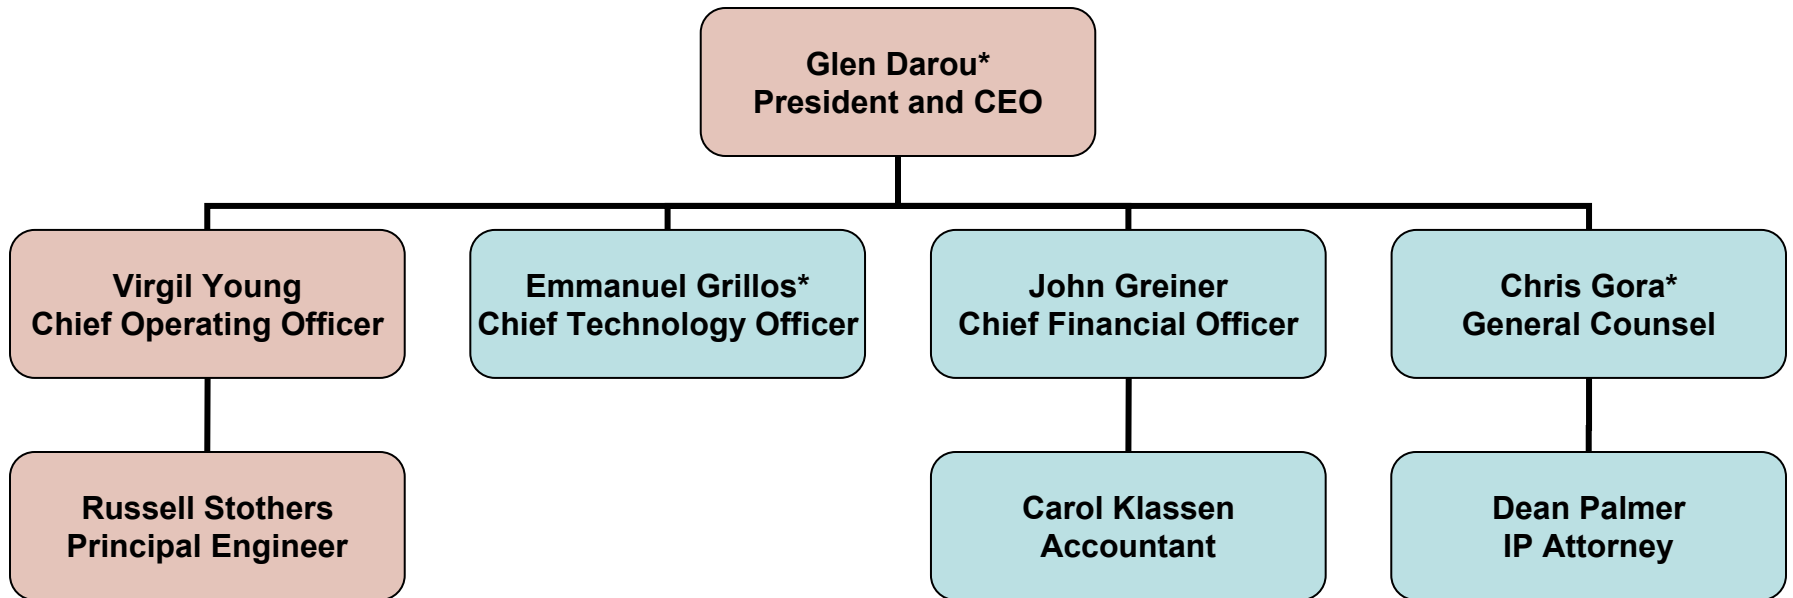 Glen Darou*
President and CEO
Virgil Young
Chief Operating Officer
Emmanuel Grillos*
Chief Technology Officer
John Greiner
Chief Financial Officer
Chris Gora*
General Counsel
Russell Stothers
Principal Engineer
Carol Klassen
Accountant
Dean Palmer
IP Attorney